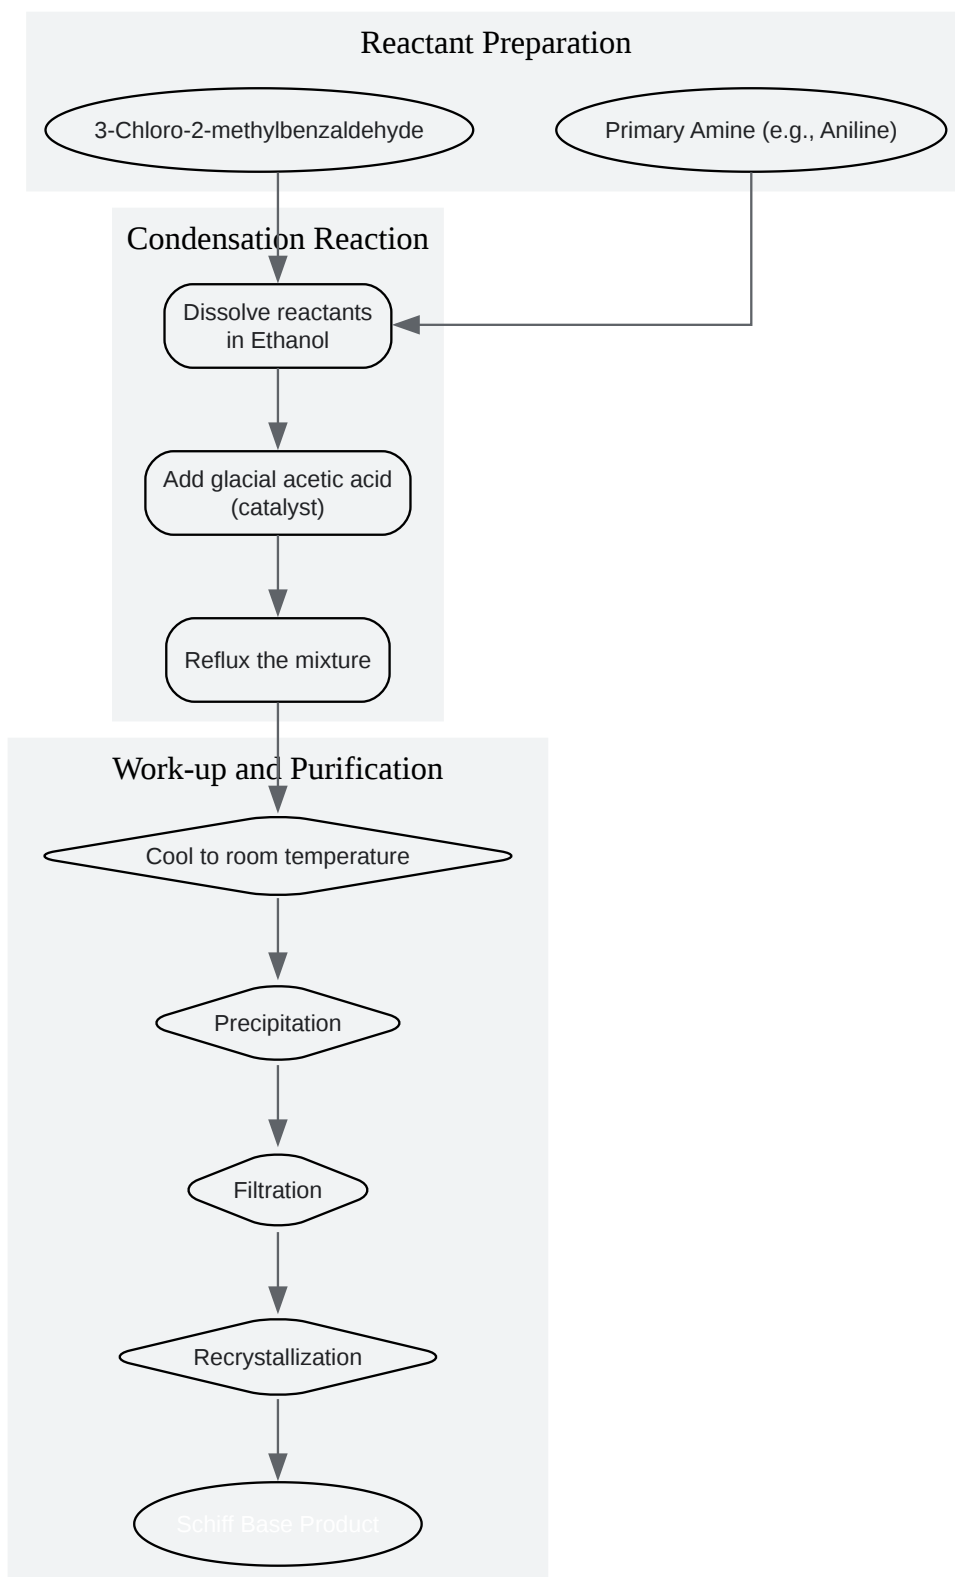 Reactant Preparation
3-Chloro-2-methylbenzaldehyde
Primary Amine (e.g., Aniline)
Condensation Reaction
Dissolve reactants
in Ethanol
Add glacial acetic acid
(catalyst)
Reflux the mixture
Work-up and Purification
Cool to room temperature
Precipitation
Filtration
Recrystallization
Schiff Base Product